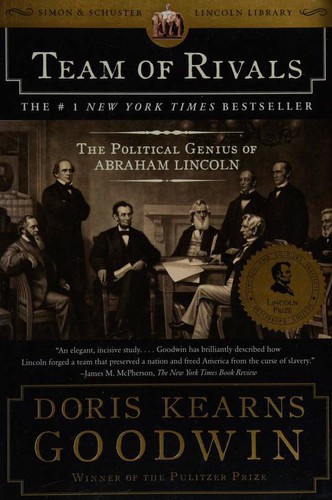 SIMON & SCHUSTER LINCOLN LIBRARY
TEAM OF RIVALS
THE #1 NEW YORK TIMES BESTSELLER
THE POLITICAL GENIUS OF
ABRAHAM LINCOLN
LINCOLN
PRIZE
"An elegant, incisive study. . . . Goodwin has brilliantly described how
Lincoln forged a team that preserved a nation and freed America from the curse of slavery."
–James M. McPherson, The New York Times Book Review
DORIS KEARNS
GOODWIN
WINNER OF THE PULITZER PRIZE